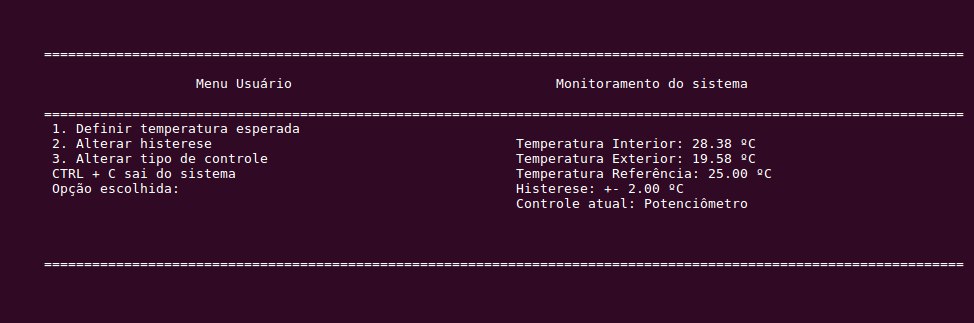 ===================================================================================================================
Menu Usuário Monitoramento do sistema
===================================================================================================================
1. Definir temperatura esperada
2. Alterar histerese Temperatura Interior: 28.38 ºC
3. Alterar tipo de controle Temperatura Exterior: 19.58 ºC
CTRL + C sai do sistema Temperatura Referência: 25.00 ºC
Opção escolhida: Histerese: +- 2.00 ºC
Controle atual: Potenciômetro
===================================================================================================================